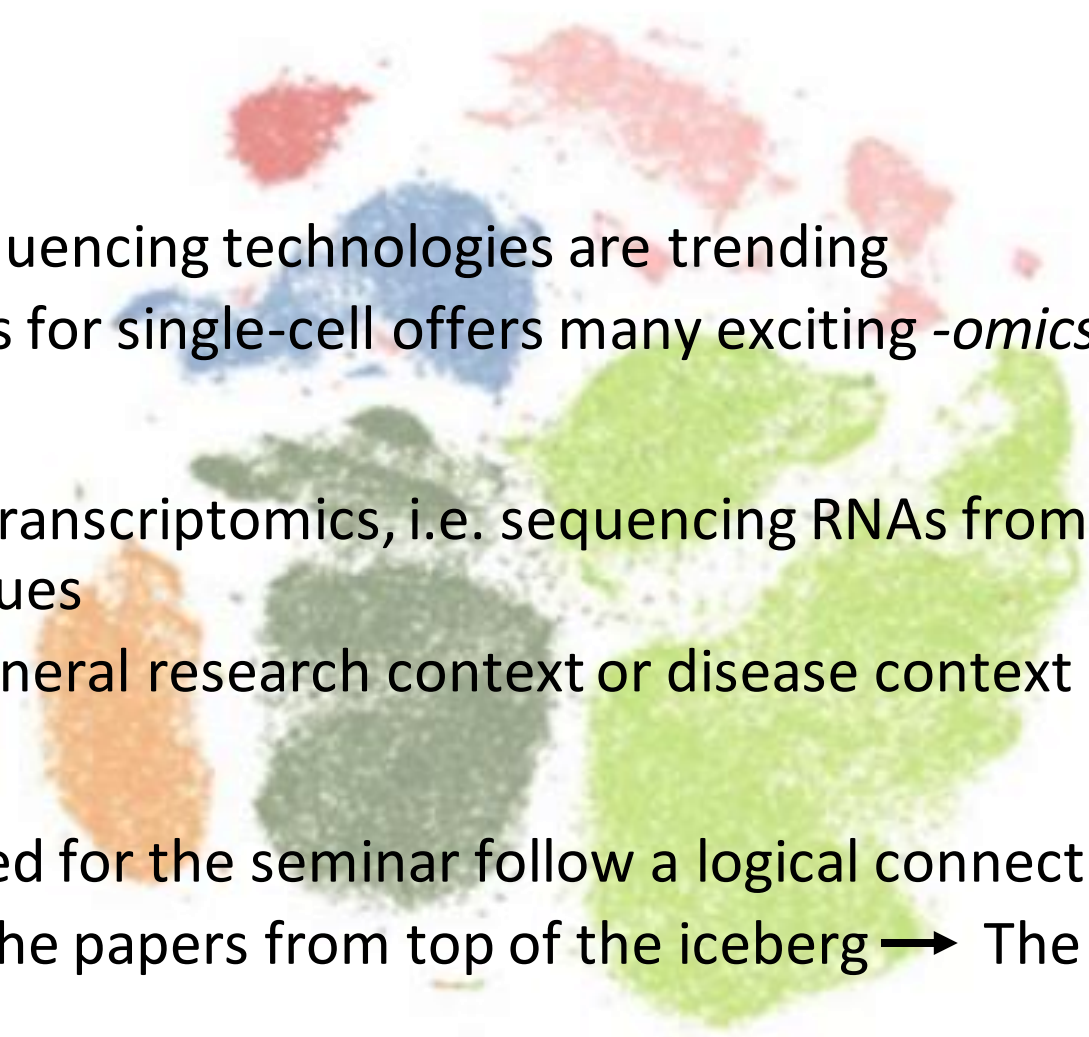 uencing technologies are trending
s for single-cell offers many exciting -omics
ranscriptomics, i.e. sequencing RNAs from
ues
neral research context or disease context
ed for the seminar follow a logical connect
he papers from top of the iceberg → The